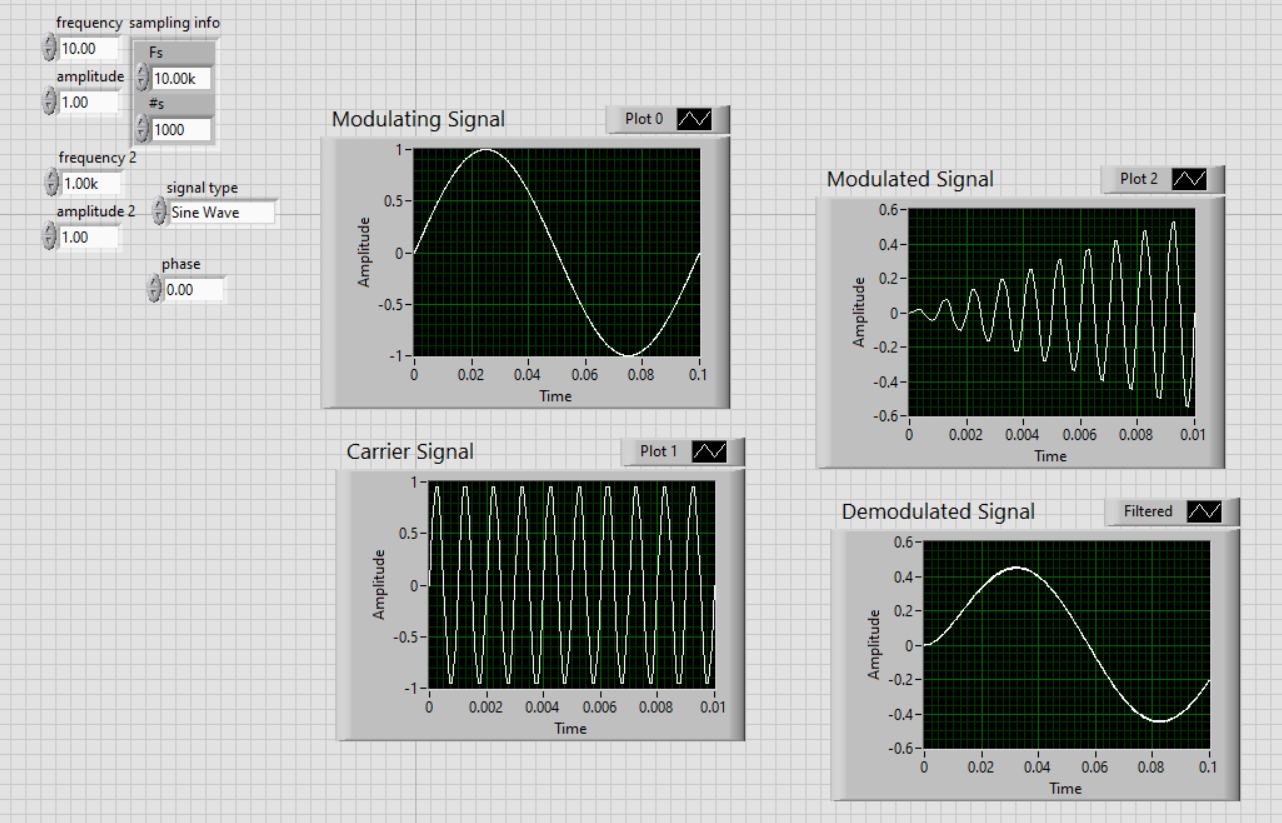 frequency sampling info
10.00
Fs
amplitude
10.00k
1.00
#s
1000
frequency 2
1.00k
signal type
amplitude 2
Sine Wave
1.00
phase
0.00
Modulating Signal
Plot 0
1
0.5
0
-0.5
-1
Amplitude
0 0.02 0.04 0.06 0.08 0.1
Time
Carrier Signal
Plot 1
1
0.5
0
-0.5
-1
Amplitude
0 0.002 0.004 0.006 0.008 0.01
Time
Modulated Signal
Plot 2
0.6
0.4
0.2
0
-0.2
-0.4
-0.6
Amplitude
0 0.002 0.004 0.006 0.008 0.01
Time
Demodulated Signal
Filtered
0.6
0.4
0.2
0
-0.2
-0.4
-0.6
Amplitude
0 0.02 0.04 0.06 0.08 0.1
Time